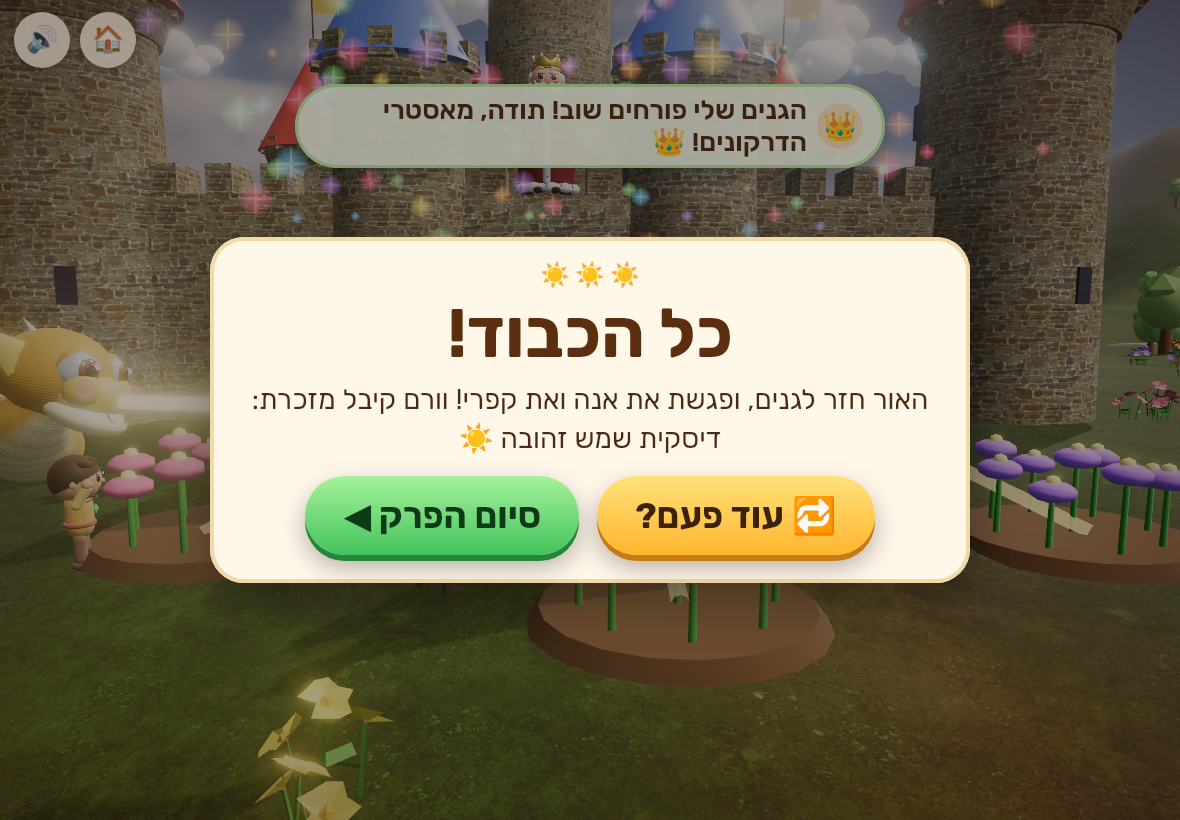 הגנים שלי פורחים שוב! תודה, מאסטרי
הדרקונים! 👑
כל הכבוד!
האור חזר לגנים, ופגשת את אנה ואת קפרי! וורם קיבל מזכרת:
דיסקית שמש זהובה ☀️
🔁 עוד פעם?
סיום הפרק ◀